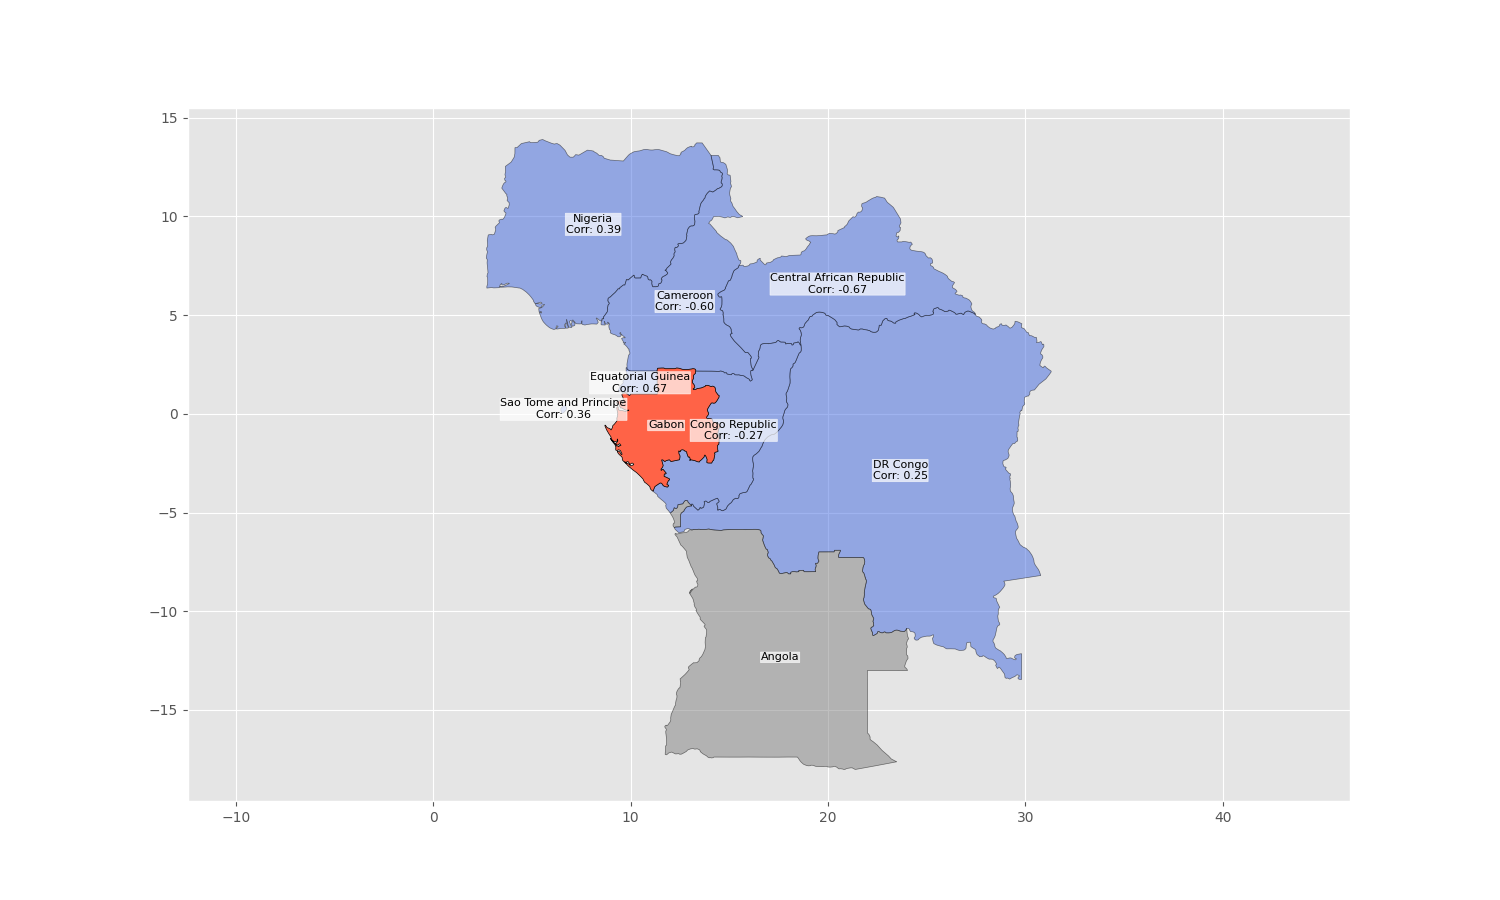 15
10
5
0
−5
−10
−15
Nigeria
Corr: 0.39
Central African Republic
Corr: -0.67
Cameroon
Corr: -0.60
Equatorial Guinea
Corr: 0.67
Sao Tome and Principe
Corr: 0.36
Gabon
Congo Republic
Corr: -0.27
DR Congo
Corr: 0.25
Angola
−10
0
10
20
30
40